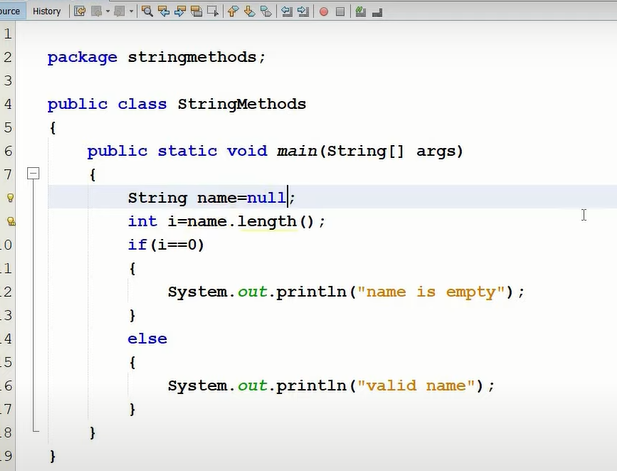 ource History
1
2 package stringmethods;
3
4 public class StringMethods
5 {
6 public static void main(String[] args)
7 {
String name=null;
int i=name.length();
10 if(i==0)
11 {
12 System.out.println("name is empty");
13 }
14 else
15 {
16 System.out.println("valid name");
17 }
18 }
19 }